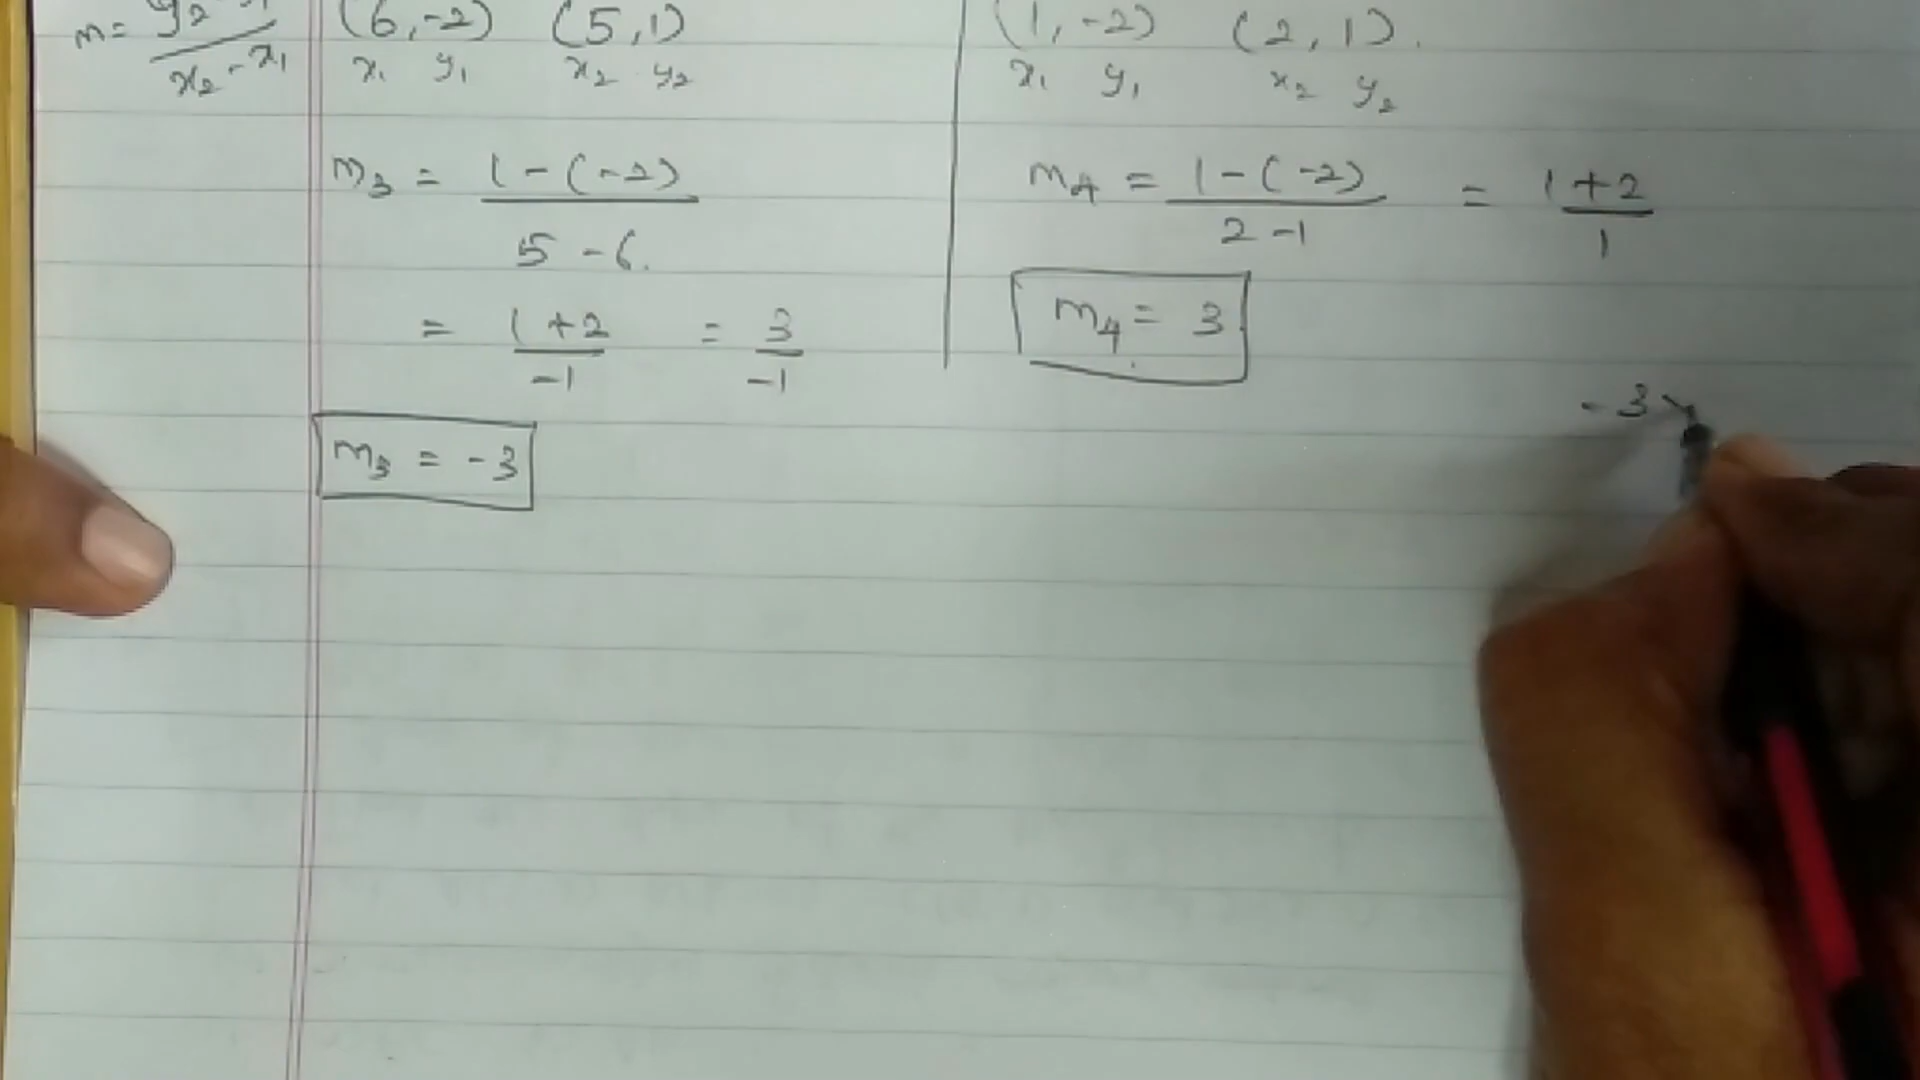 m = y2 - y1 / x2 - x1
(6, -2) (5, 1)
x1 y1 x2 y2
m3 = 1 - (-2) / 5 - 6.
= 1 + 2 / -1 = 3 / -1
m3 = -3
(1, -2) (2, 1).
x1 y1 x2 y2
m4 = 1 - (-2) / 2 - 1 = 1 + 2 / 1
m4 = 3
- 3